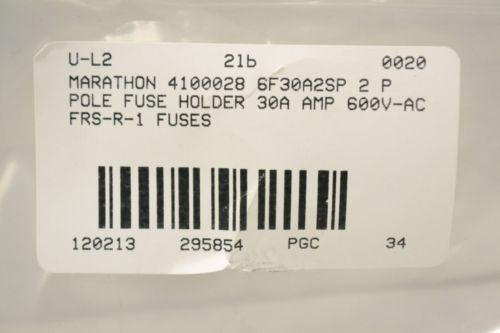 U-L2 21b 0020
MARATHON 4100028 6F30A2SP 2 P
POLE FUSE HOLDER 30A AMP 600V-AC
FRS-R-1 FUSES
120213 295854 PGC 34